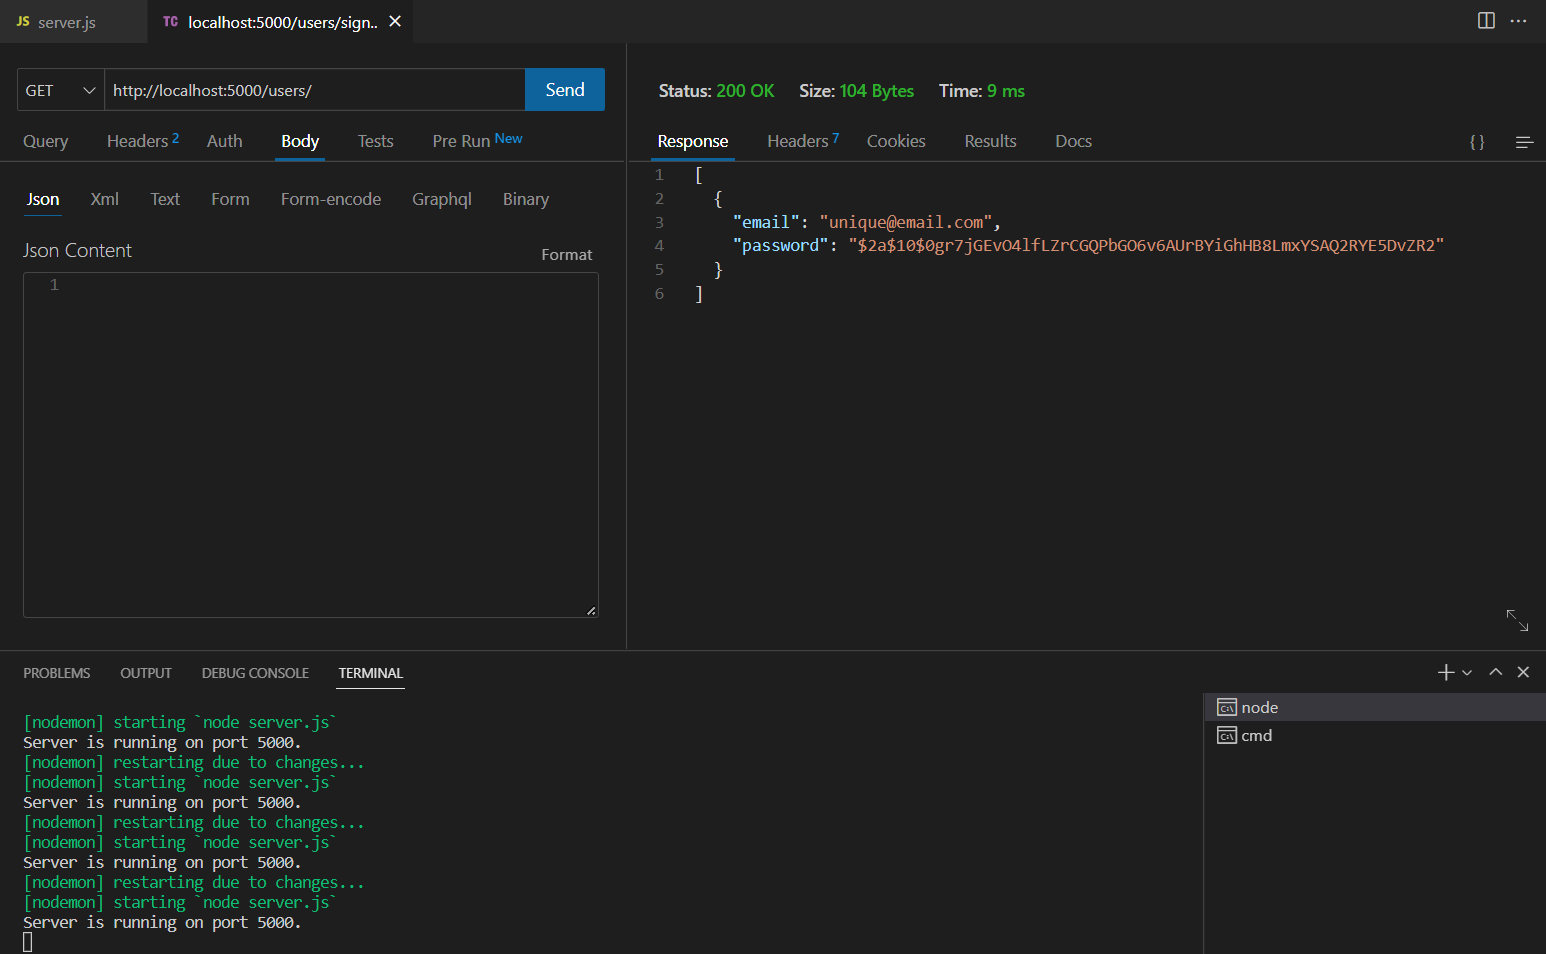 JS server.js
TC localhost:5000/users/sign..
GET http://localhost:5000/users/ Send
Query Headers 2 Auth Body Tests Pre Run New
Json Xml Text Form Form-encode Graphql Binary
Json Content Format
1
Status: 200 OK Size: 104 Bytes Time: 9 ms
Response Headers 7 Cookies Results Docs { }
1 [
2 {
3 "email": "unique@email.com",
4 "password": "$2a$10$0gr7jGEvO4lfLZrCGQPbGO6v6AUrBYiGhHB8LmxYSAQ2RYE5DvZR2"
5 }
6 ]
PROBLEMS OUTPUT DEBUG CONSOLE TERMINAL
[nodemon] starting `node server.js`
Server is running on port 5000.
[nodemon] restarting due to changes...
[nodemon] starting `node server.js`
Server is running on port 5000.
[nodemon] restarting due to changes...
[nodemon] starting `node server.js`
Server is running on port 5000.
[nodemon] restarting due to changes...
[nodemon] starting `node server.js`
Server is running on port 5000.
node
cmd